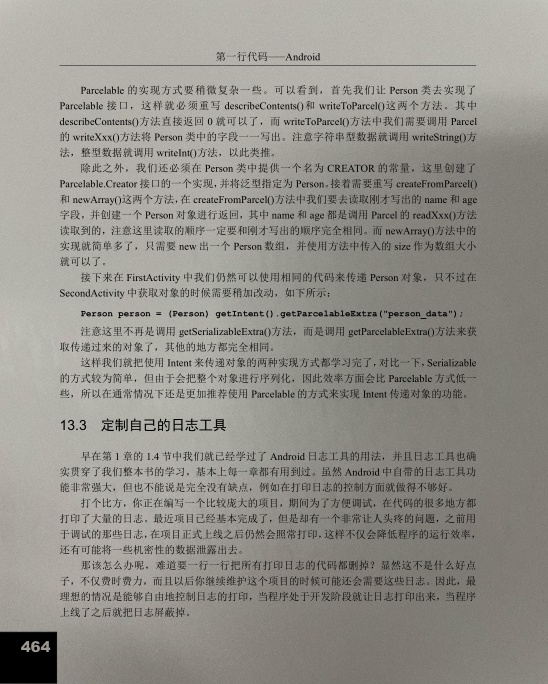 第一行代码——Android
Parcelable 的实现方式要稍微复杂一些。可以看到，首先我们让 Person 类去实现了
Parcelable 接口，这样就必须重写 describeContents()和 writeToParcel()这两个方法。其中
describeContents()方法直接返回 0 就可以了，而 writeToParcel()方法中我们需要调用 Parcel
的 writeXxx()方法将 Person 类中的字段一一写出。注意字符串型数据就调用 writeString()方
法，整型数据就调用 writeInt()方法，以此类推。
除此之外，我们还必须在 Person 类中提供一个名为 CREATOR 的常量，这里创建了
Parcelable.Creator 接口的一个实现，并将泛型指定为 Person。接着需要重写 createFromParcel()
和 newArray()这两个方法，在 createFromParcel()方法中我们要去读取刚才写出的 name 和 age
字段，并创建一个 Person 对象进行返回，其中 name 和 age 都是调用 Parcel 的 readXxx()方法
读取到的，注意这里读取的顺序一定要和刚才写出的顺序完全相同。而 newArray()方法中的
实现就简单多了，只需要 new 出一个 Person 数组，并使用方法中传入的 size 作为数组大小
就可以了。
接下来在 FirstActivity 中我们仍然可以使用相同的代码来传递 Person 对象，只不过在
SecondActivity 中获取对象的时候需要稍加改动，如下所示：
Person person = (Person) getIntent().getParcelableExtra("person_data");
注意这里不再是调用 getSerializableExtra()方法，而是调用 getParcelableExtra()方法来获
取传递过来的对象了，其他的地方都完全相同。
这样我们就把使用 Intent 来传递对象的两种实现方式都学习完了，对比一下，Serializable
的方式较为简单，但由于会把整个对象进行序列化，因此效率方面会比 Parcelable 方式低一
些，所以在通常情况下还是更加推荐使用 Parcelable 的方式来实现 Intent 传递对象的功能。
13.3 定制自己的日志工具
早在第 1 章的 1.4 节中我们就已经学过了 Android 日志工具的用法，并且日志工具也确
实贯穿了我们整本书的学习，基本上每一章都有用到过。虽然 Android 中自带的日志工具功
能非常强大，但也不能说是完全没有缺点，例如在打印日志的控制方面就做得不够好。
打个比方，你正在编写一个比较庞大的项目，期间为了方便调试，在代码的很多地方都
打印了大量的日志。最近项目已经基本完成了，但是却有一个非常让人头疼的问题，之前用
于调试的那些日志，在项目正式上线之后仍然会照常打印，这样不仅会降低程序的运行效率，
还有可能将一些机密性的数据泄露出去。
那该怎么办呢，难道要一行一行把所有打印日志的代码都删掉？显然这不是什么好点
子，不仅费时费力，而且以后你继续维护这个项目的时候可能还会需要这些日志。因此，最
理想的情况是能够自由地控制日志的打印，当程序处于开发阶段就让日志打印出来，当程序
上线了之后就把日志屏蔽掉。
464